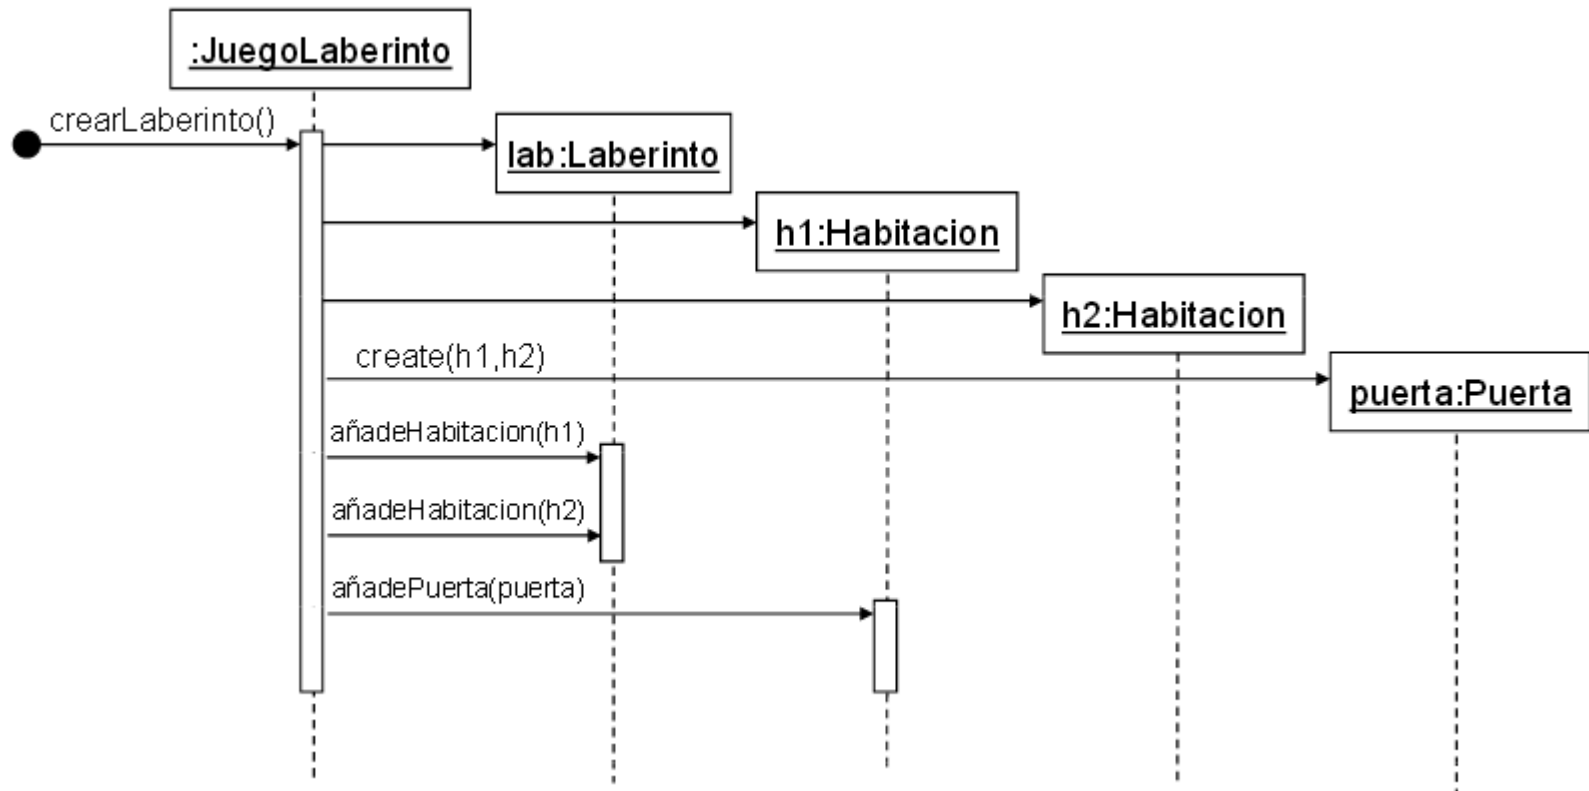 :JuegoLaberinto
crearLaberinto()
lab:Laberinto
h1:Habitacion
h2:Habitacion
create(h1,h2)
puerta:Puerta
añadeHabitacion(h1)
añadeHabitacion(h2)
añadePuerta(puerta)